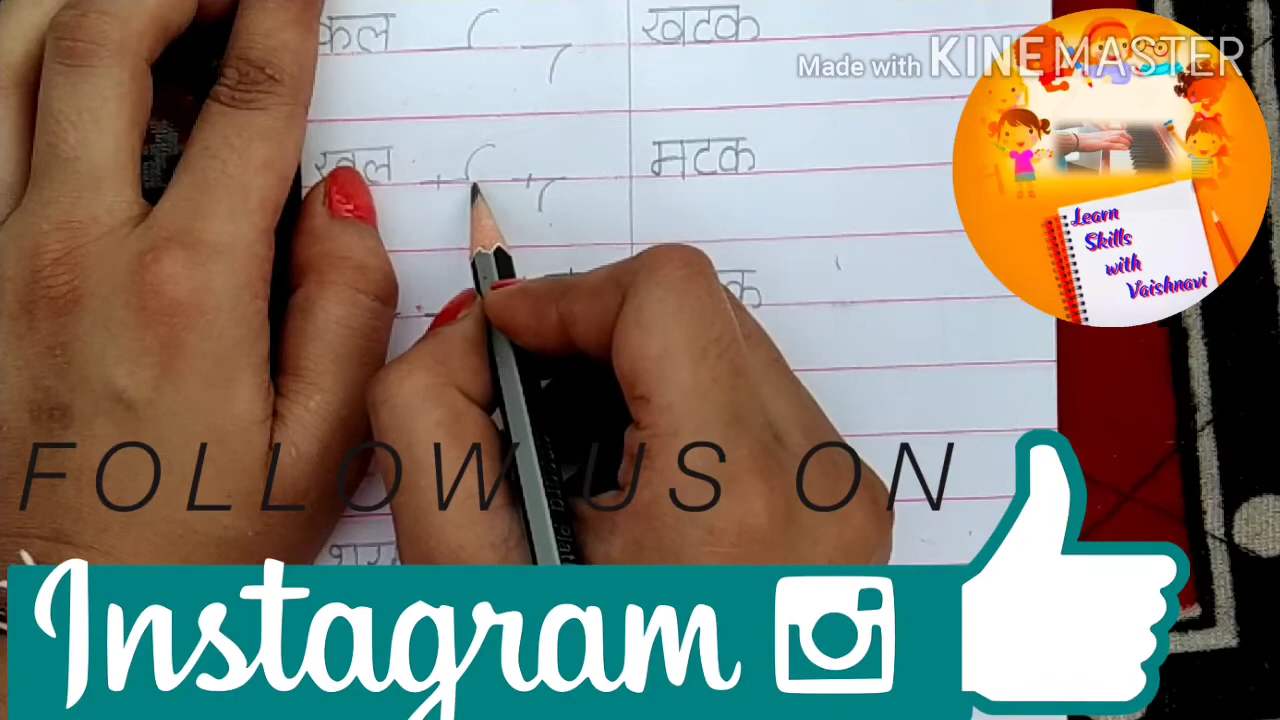 कल खटक
Made with KINEMASTER
खल मटक
Learn
Skills
with
Vaishnavi
क
FOLLOW US ON
Instagram